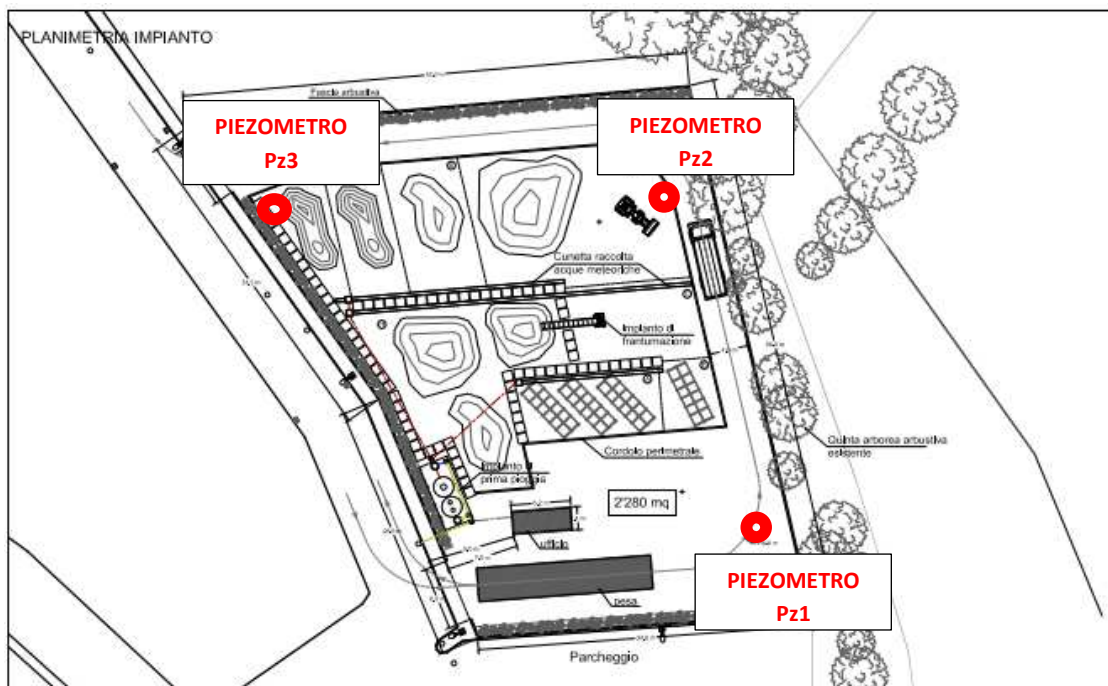 PLANIMETRIA IMPIANTO
Fascia arbustiva
PIEZOMETRO
Pz3
PIEZOMETRO
Pz2
Cunetta raccolta
acque meteoriche
Impianto di
frantumazione
Quinta arborea arbustiva
esistente
Cordolo perimetrale
Impianto di
prima pioggia
2'280 mq
ufficio
PIEZOMETRO
Pz1
pesa
Parcheggio